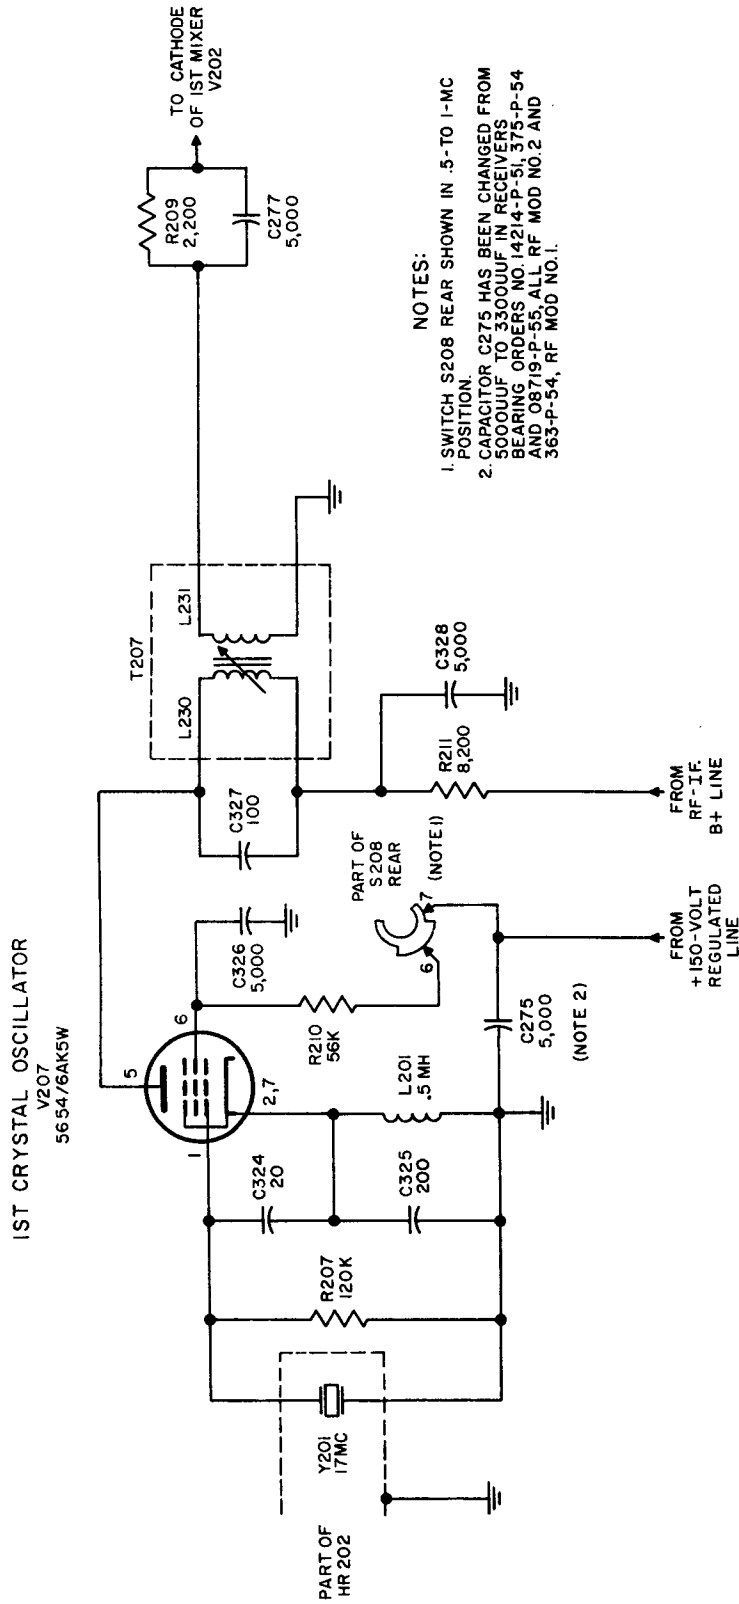 1ST CRYSTAL OSCILLATOR
V207
5654/6AK5W
5
6
1
2,7
PART OF
HR202
Y201
17MC
R207
120K
C324
20
C325
200
L201
.5 MH
R210
56K
C326
5,000
C275
5,000
(NOTE 2)
PART OF
S208
REAR
(NOTE 1)
6
7
FROM
+150-VOLT
REGULATED
LINE
C327
100
T207
L230
L231
R211
8,200
C328
5,000
FROM
RF-IF.
B+ LINE
R209
2,200
C277
5,000
TO CATHODE
OF 1ST MIXER
V202
NOTES:
1. SWITCH S208 REAR SHOWN IN .5-TO 1-MC
POSITION.
2. CAPACITOR C275 HAS BEEN CHANGED FROM
5000UUF TO 3300UUF IN RECEIVERS
BEARING ORDERS NO. 14214-P-51, 375-P-54
AND 08719-P-55, ALL RF MOD NO. 2 AND
363-P-54, RF MOD NO. 1.